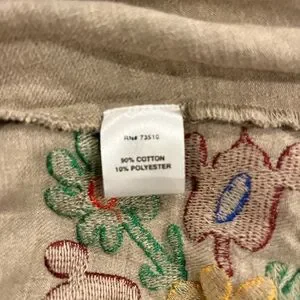 RN# 73510
90% COTTON
10% POLYESTER